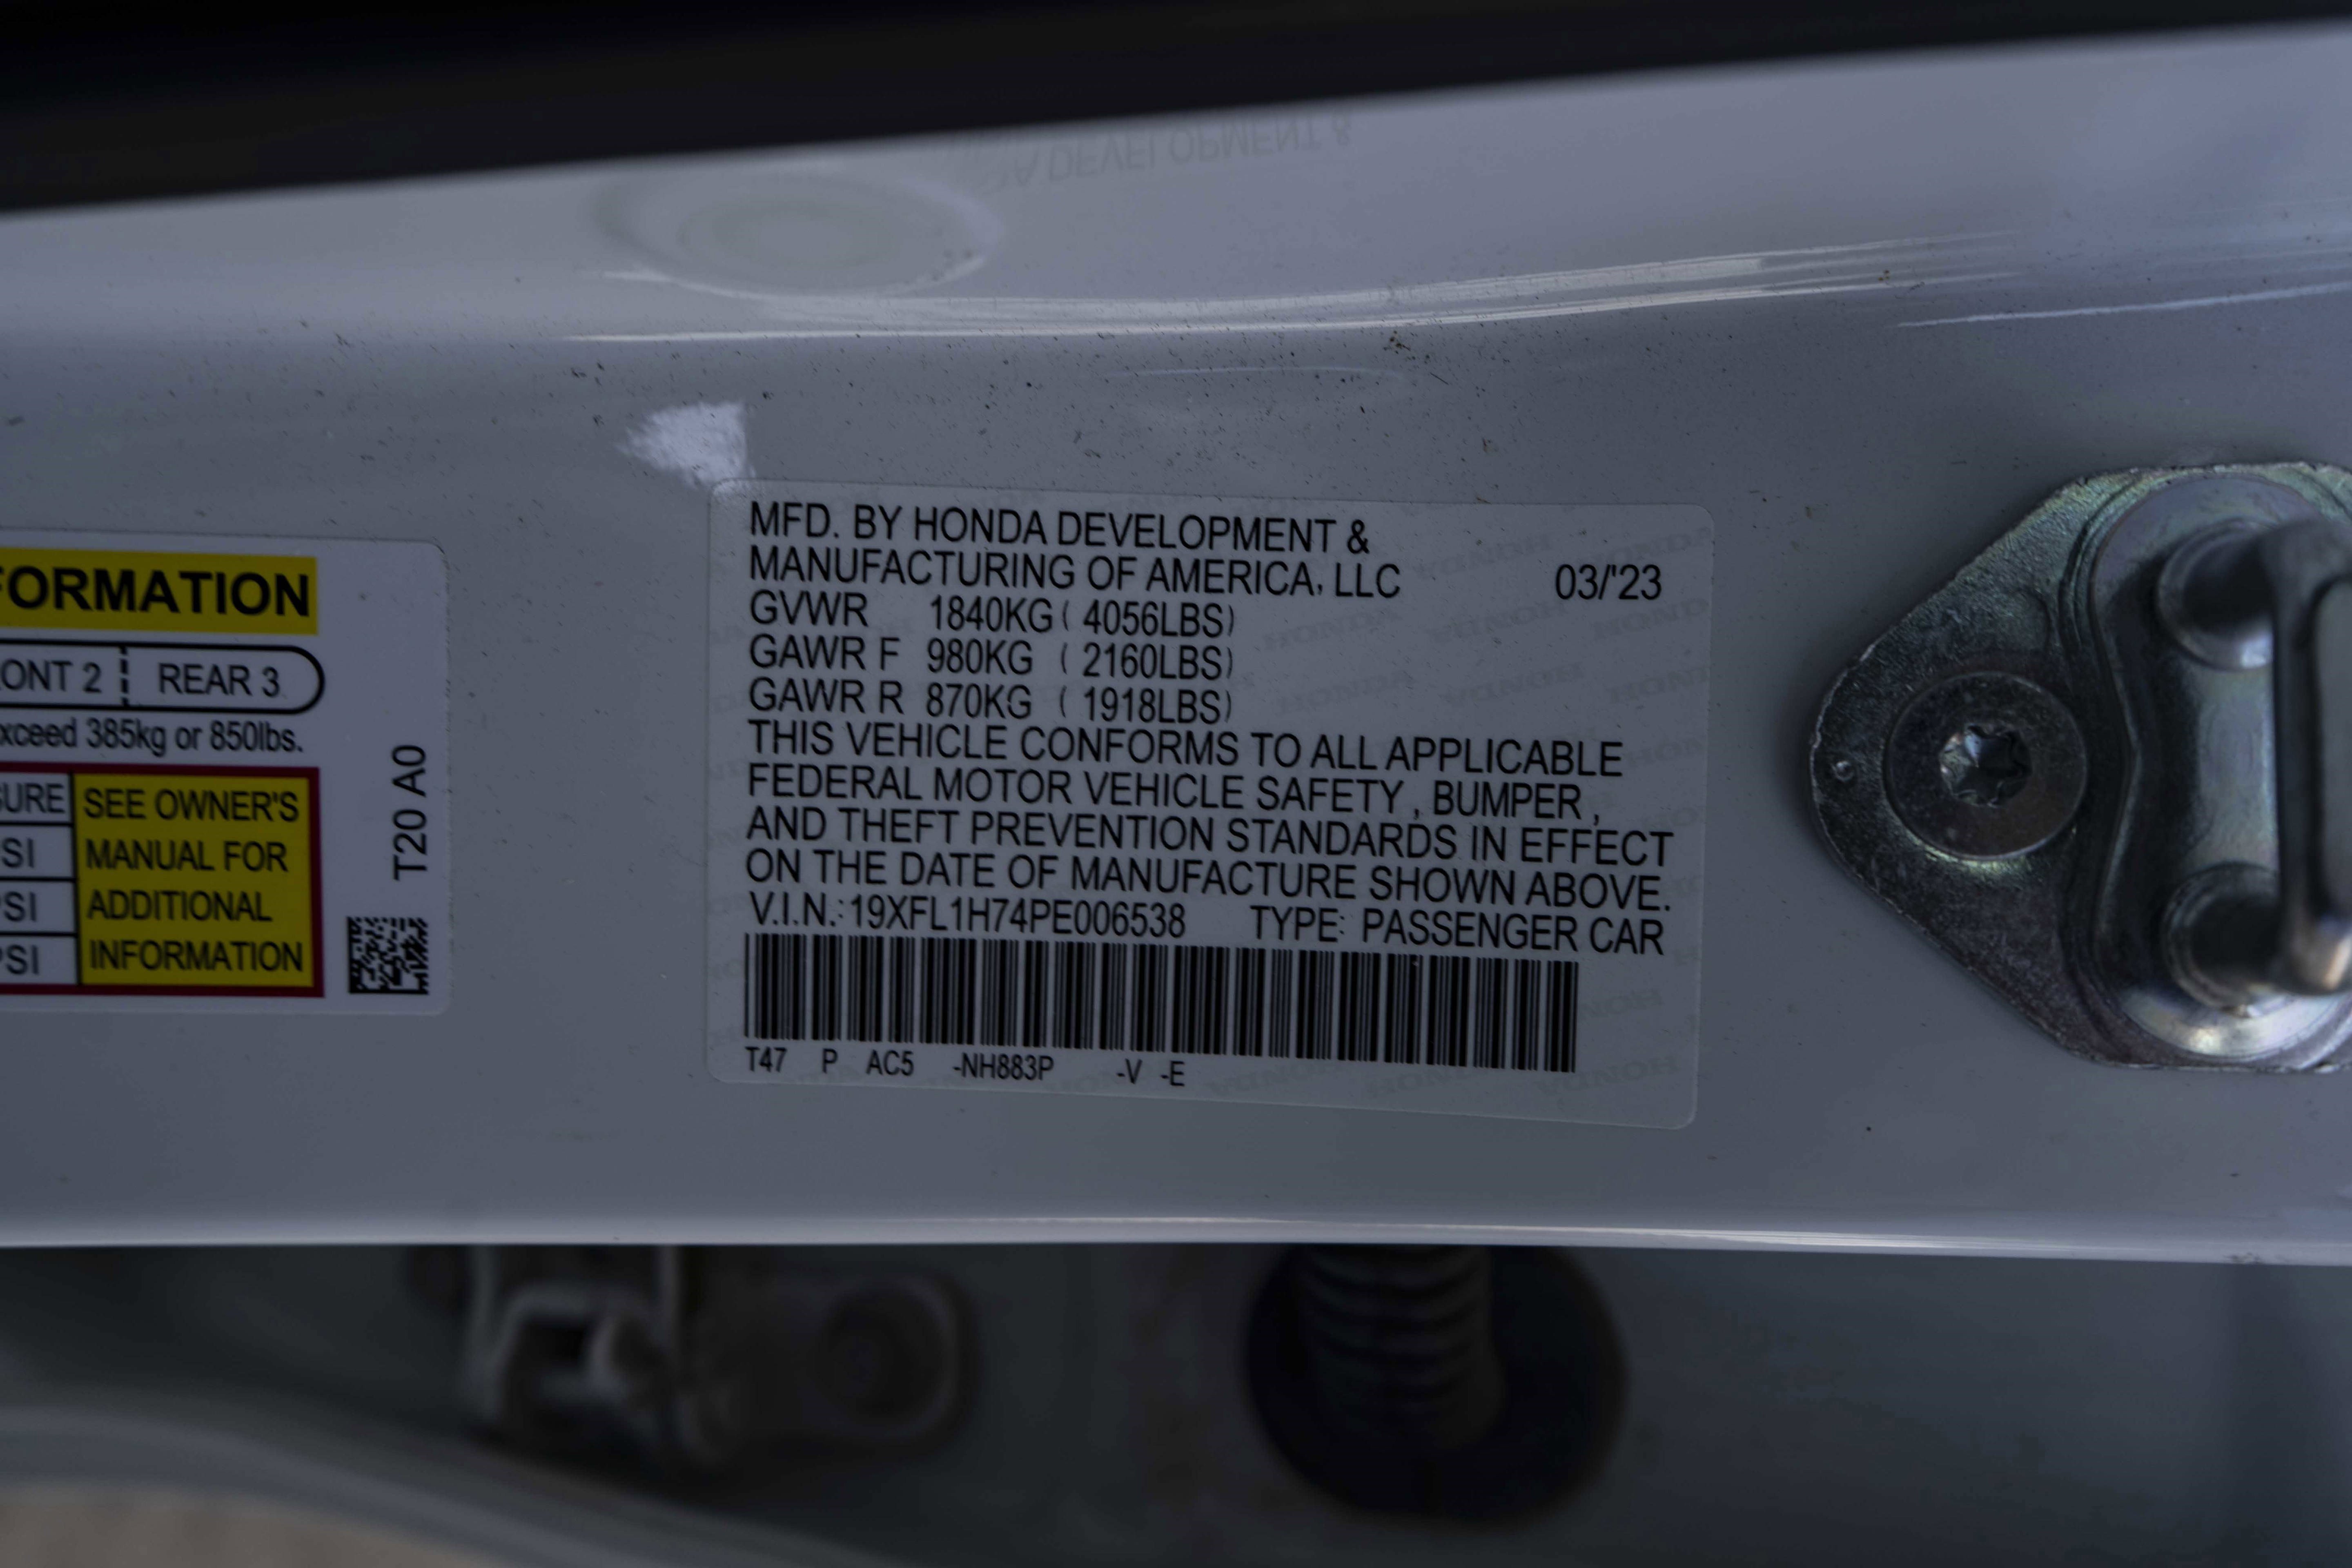 FORMATION
ONT 2 REAR 3
xceed 385kg or 850lbs.
SURE SEE OWNER'S
SI MANUAL FOR
PSI ADDITIONAL
PSI INFORMATION
T20 A0
MFD. BY HONDA DEVELOPMENT &
MANUFACTURING OF AMERICA, LLC 03/'23
GVWR 1840KG ( 4056LBS)
GAWR F 980KG ( 2160LBS)
GAWR R 870KG ( 1918LBS)
THIS VEHICLE CONFORMS TO ALL APPLICABLE
FEDERAL MOTOR VEHICLE SAFETY , BUMPER ,
AND THEFT PREVENTION STANDARDS IN EFFECT
ON THE DATE OF MANUFACTURE SHOWN ABOVE.
V.I.N.: 19XFL1H74PE006538 TYPE: PASSENGER CAR
T47 P AC5 -NH883P -V -E